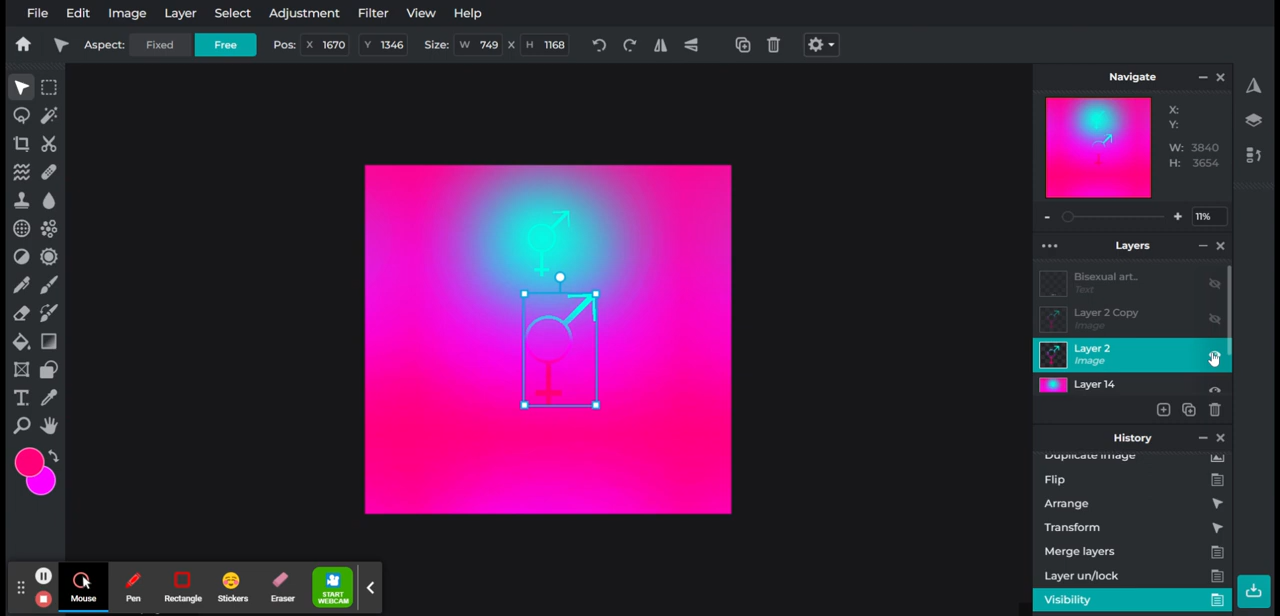 File Edit Image Layer Select Adjustment Filter View Help
Aspect: Fixed Free Pos: X 1670 Y 1346 Size: W 749 X H 1168
Navigate
X:
Y:
W: 3840
H: 3654
- + 11%
Layers
Bisexual art..
Text
Layer 2 Copy
Image
Layer 2
Image
Layer 14
History
Duplicate image
Flip
Arrange
Transform
Merge layers
Layer un/lock
Visibility
Mouse Pen Rectangle Stickers Eraser START WEBCAM